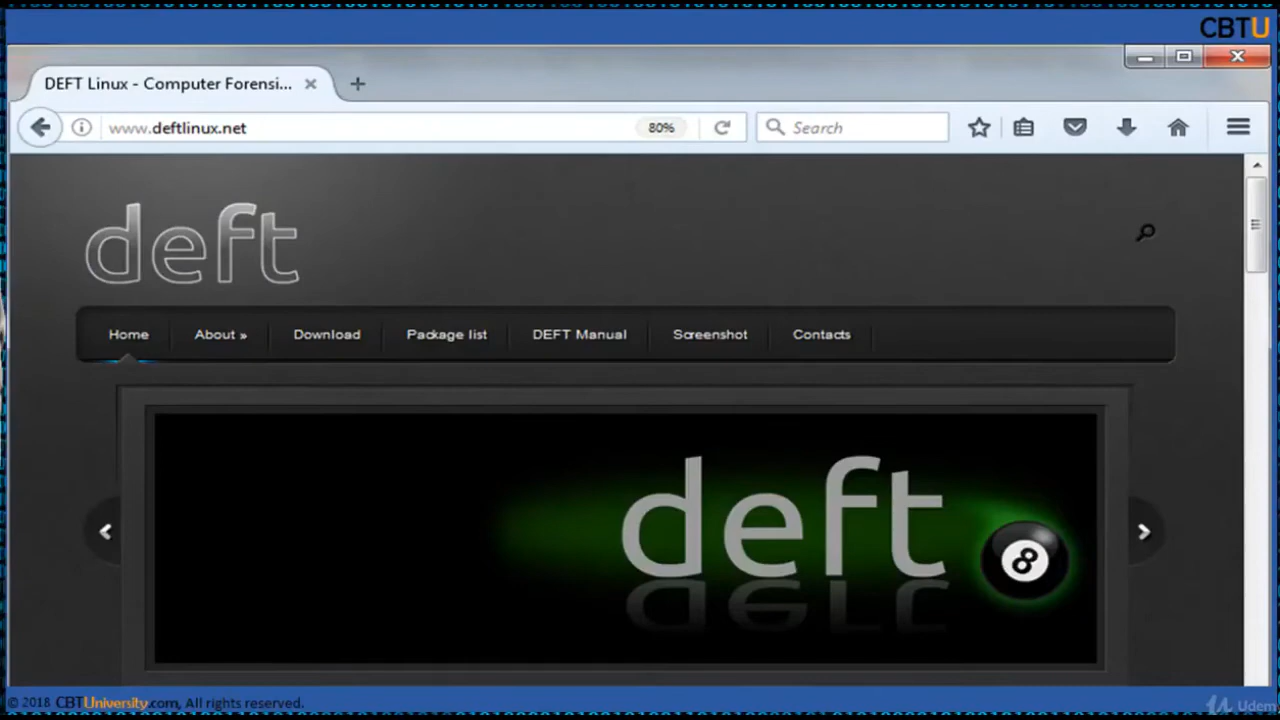 CBTU
DEFT Linux - Computer Forensi...
www.deftlinux.net
80%
Search
deft
Home
About »
Download
Package list
DEFT Manual
Screenshot
Contacts
deft
8
© 2018 CBTUniversity.com, All rights reserved.